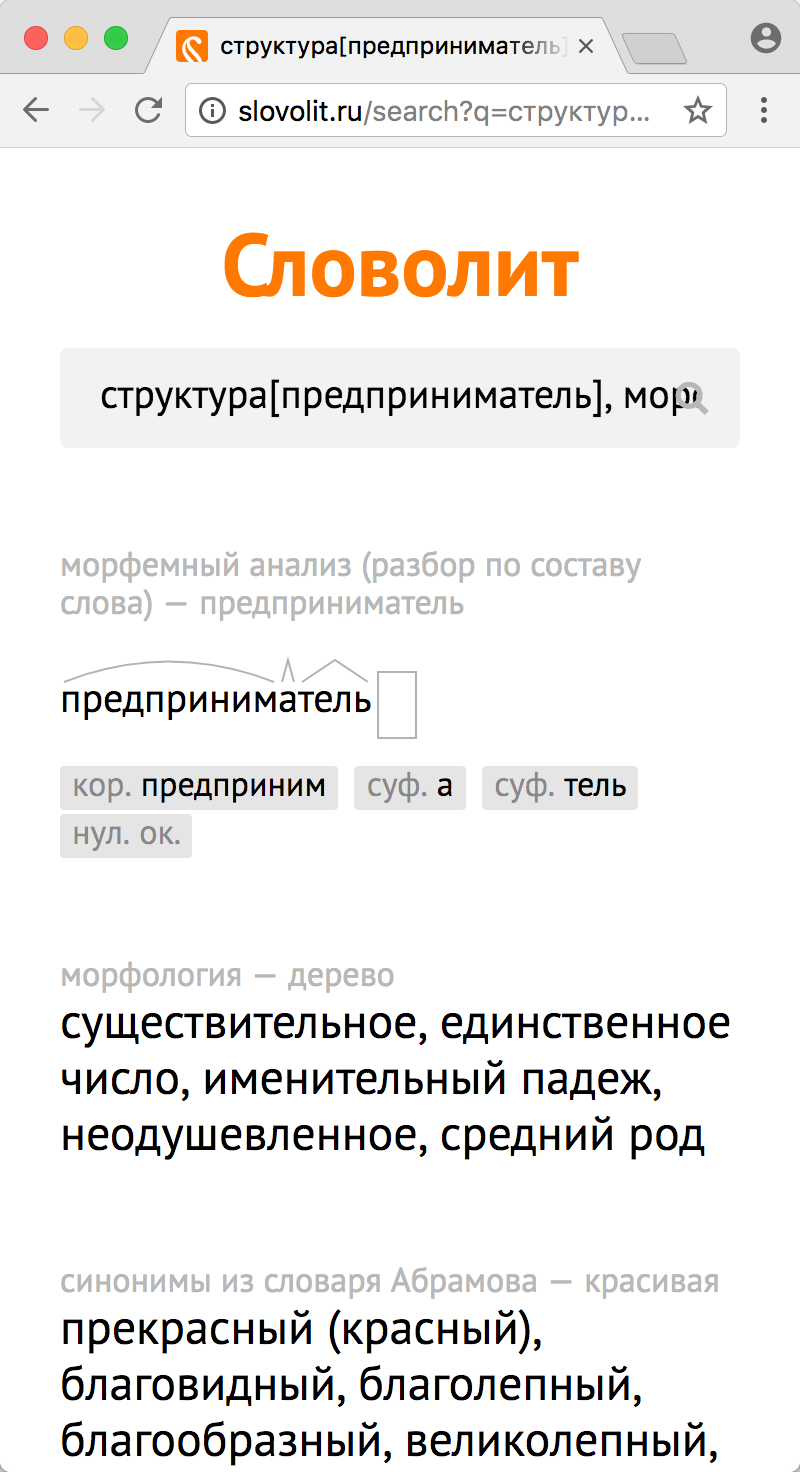 структура[предприниматель]
slovolit.ru/search?q=структур...
Словолит
структура[предприниматель], мор
морфемный анализ (разбор по составу
слова) — предприниматель
предприниматель
кор. предприним суф. а суф. тель
нул. ок.
морфология — дерево
существительное, единственное
число, именительный падеж,
неодушевленное, средний род
синонимы из словаря Абрамова — красивая
прекрасный (красный),
благовидный, благолепный,
благообразный, великолепный,